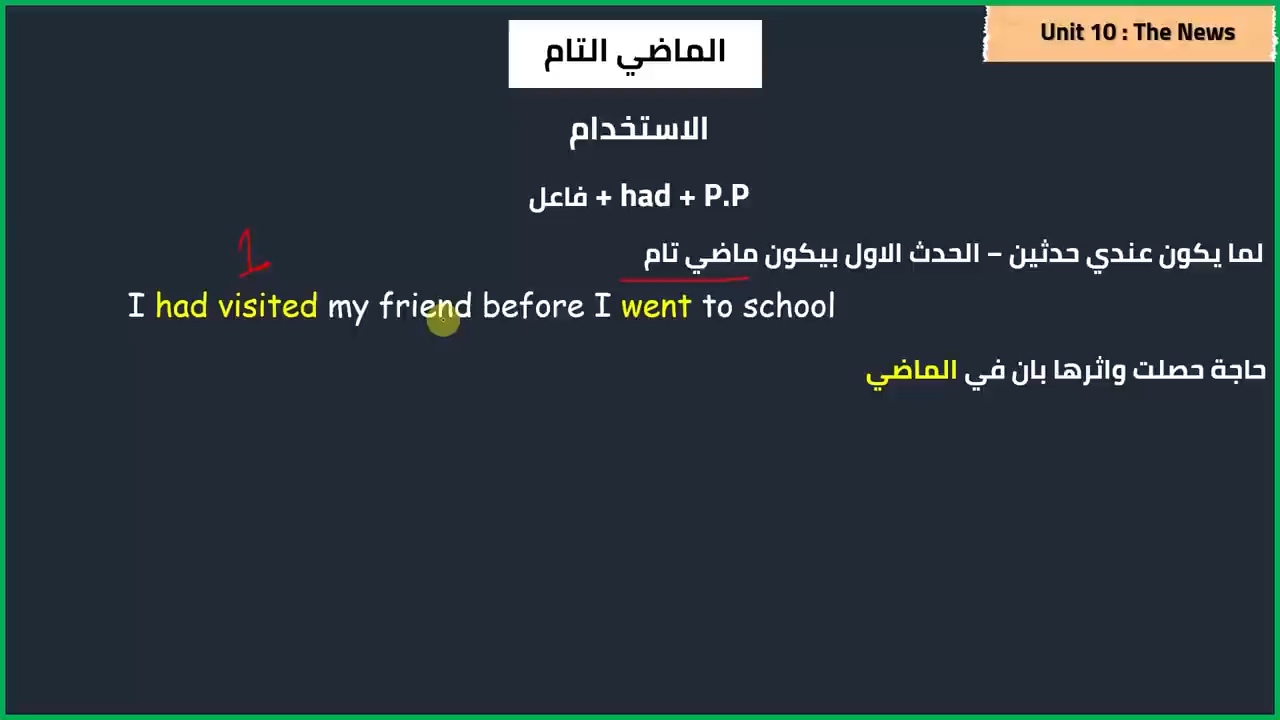 Unit 10 : The News
الماضي التام
الاستخدام
فاعل + had + P.P
لما يكون عندي حدثين – الحدث الاول بيكون ماضي تام
1
I had visited my friend before I went to school
حاجة حصلت واثرها بان في الماضي